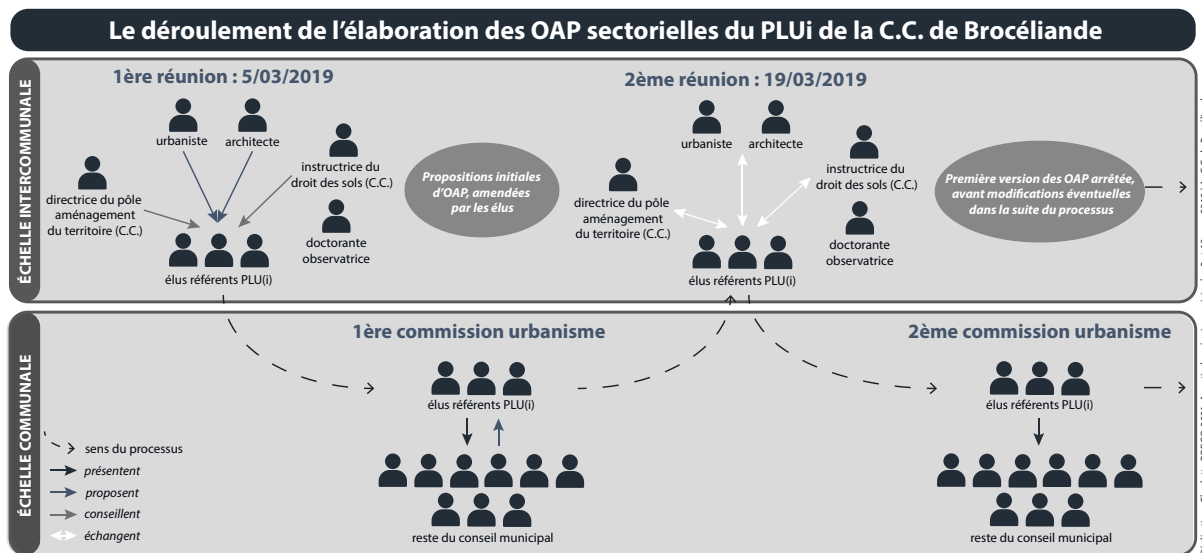 Le déroulement de l'élaboration des OAP sectorielles du PLUi de la C.C. de Brocéliande
ÉCHELLE INTERCOMMUNALE
1ère réunion : 5/03/2019
urbaniste
architecte
instructrice du
droit des sols (C.C.)
directrice du pôle
aménagement
du territoire (C.C.)
doctorante
observatrice
élus référents PLU(i)
Propositions initiales
d'OAP, amendées
par les élus
2ème réunion : 19/03/2019
urbaniste
architecte
instructrice du
droit des sols (C.C.)
directrice du pôle
aménagement
du territoire (C.C.)
doctorante
observatrice
élus référents PLU(i)
Première version des OAP arrêtée,
avant modifications éventuelles
dans la suite du processus
ÉCHELLE COMMUNALE
1ère commission urbanisme
élus référents PLU(i)
reste du conseil municipal
2ème commission urbanisme
élus référents PLU(i)
reste du conseil municipal
sens du processus
présentent
proposent
conseillent
échangent